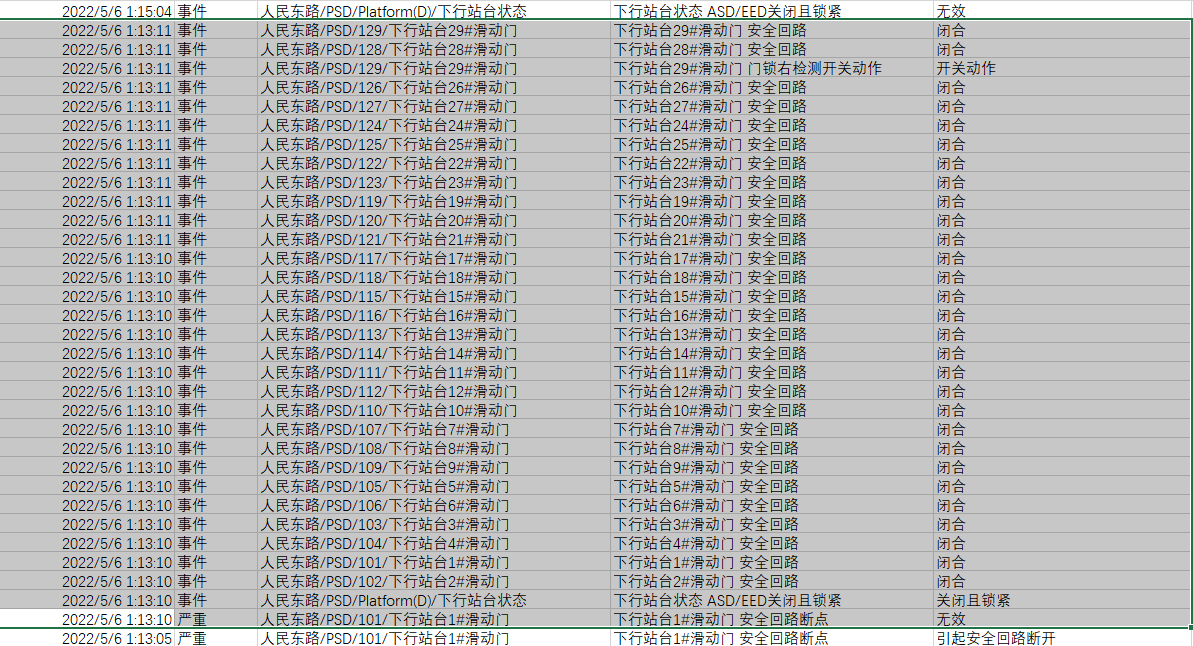 2022/5/6 1:15:04 事件 人民东路/PSD/Platform(D)/下行站台状态 下行站台状态 ASD/EED关闭且锁紧 无效
2022/5/6 1:13:11 事件 人民东路/PSD/129/下行站台29#滑动门 下行站台29#滑动门 安全回路 闭合
2022/5/6 1:13:11 事件 人民东路/PSD/128/下行站台28#滑动门 下行站台28#滑动门 安全回路 闭合
2022/5/6 1:13:11 事件 人民东路/PSD/129/下行站台29#滑动门 下行站台29#滑动门 门锁右检测开关动作 开关动作
2022/5/6 1:13:11 事件 人民东路/PSD/126/下行站台26#滑动门 下行站台26#滑动门 安全回路 闭合
2022/5/6 1:13:11 事件 人民东路/PSD/127/下行站台27#滑动门 下行站台27#滑动门 安全回路 闭合
2022/5/6 1:13:11 事件 人民东路/PSD/124/下行站台24#滑动门 下行站台24#滑动门 安全回路 闭合
2022/5/6 1:13:11 事件 人民东路/PSD/125/下行站台25#滑动门 下行站台25#滑动门 安全回路 闭合
2022/5/6 1:13:11 事件 人民东路/PSD/122/下行站台22#滑动门 下行站台22#滑动门 安全回路 闭合
2022/5/6 1:13:11 事件 人民东路/PSD/123/下行站台23#滑动门 下行站台23#滑动门 安全回路 闭合
2022/5/6 1:13:11 事件 人民东路/PSD/119/下行站台19#滑动门 下行站台19#滑动门 安全回路 闭合
2022/5/6 1:13:11 事件 人民东路/PSD/120/下行站台20#滑动门 下行站台20#滑动门 安全回路 闭合
2022/5/6 1:13:11 事件 人民东路/PSD/121/下行站台21#滑动门 下行站台21#滑动门 安全回路 闭合
2022/5/6 1:13:10 事件 人民东路/PSD/117/下行站台17#滑动门 下行站台17#滑动门 安全回路 闭合
2022/5/6 1:13:10 事件 人民东路/PSD/118/下行站台18#滑动门 下行站台18#滑动门 安全回路 闭合
2022/5/6 1:13:10 事件 人民东路/PSD/115/下行站台15#滑动门 下行站台15#滑动门 安全回路 闭合
2022/5/6 1:13:10 事件 人民东路/PSD/116/下行站台16#滑动门 下行站台16#滑动门 安全回路 闭合
2022/5/6 1:13:10 事件 人民东路/PSD/113/下行站台13#滑动门 下行站台13#滑动门 安全回路 闭合
2022/5/6 1:13:10 事件 人民东路/PSD/114/下行站台14#滑动门 下行站台14#滑动门 安全回路 闭合
2022/5/6 1:13:10 事件 人民东路/PSD/111/下行站台11#滑动门 下行站台11#滑动门 安全回路 闭合
2022/5/6 1:13:10 事件 人民东路/PSD/112/下行站台12#滑动门 下行站台12#滑动门 安全回路 闭合
2022/5/6 1:13:10 事件 人民东路/PSD/110/下行站台10#滑动门 下行站台10#滑动门 安全回路 闭合
2022/5/6 1:13:10 事件 人民东路/PSD/107/下行站台7#滑动门 下行站台7#滑动门 安全回路 闭合
2022/5/6 1:13:10 事件 人民东路/PSD/108/下行站台8#滑动门 下行站台8#滑动门 安全回路 闭合
2022/5/6 1:13:10 事件 人民东路/PSD/109/下行站台9#滑动门 下行站台9#滑动门 安全回路 闭合
2022/5/6 1:13:10 事件 人民东路/PSD/105/下行站台5#滑动门 下行站台5#滑动门 安全回路 闭合
2022/5/6 1:13:10 事件 人民东路/PSD/106/下行站台6#滑动门 下行站台6#滑动门 安全回路 闭合
2022/5/6 1:13:10 事件 人民东路/PSD/103/下行站台3#滑动门 下行站台3#滑动门 安全回路 闭合
2022/5/6 1:13:10 事件 人民东路/PSD/104/下行站台4#滑动门 下行站台4#滑动门 安全回路 闭合
2022/5/6 1:13:10 事件 人民东路/PSD/101/下行站台1#滑动门 下行站台1#滑动门 安全回路 闭合
2022/5/6 1:13:10 事件 人民东路/PSD/102/下行站台2#滑动门 下行站台2#滑动门 安全回路 闭合
2022/5/6 1:13:10 事件 人民东路/PSD/Platform(D)/下行站台状态 下行站台状态 ASD/EED关闭且锁紧 关闭且锁紧
2022/5/6 1:13:10 严重 人民东路/PSD/101/下行站台1#滑动门 下行站台1#滑动门 安全回路断点 无效
2022/5/6 1:13:05 严重 人民东路/PSD/101/下行站台1#滑动门 下行站台1#滑动门 安全回路断点 引起安全回路断开